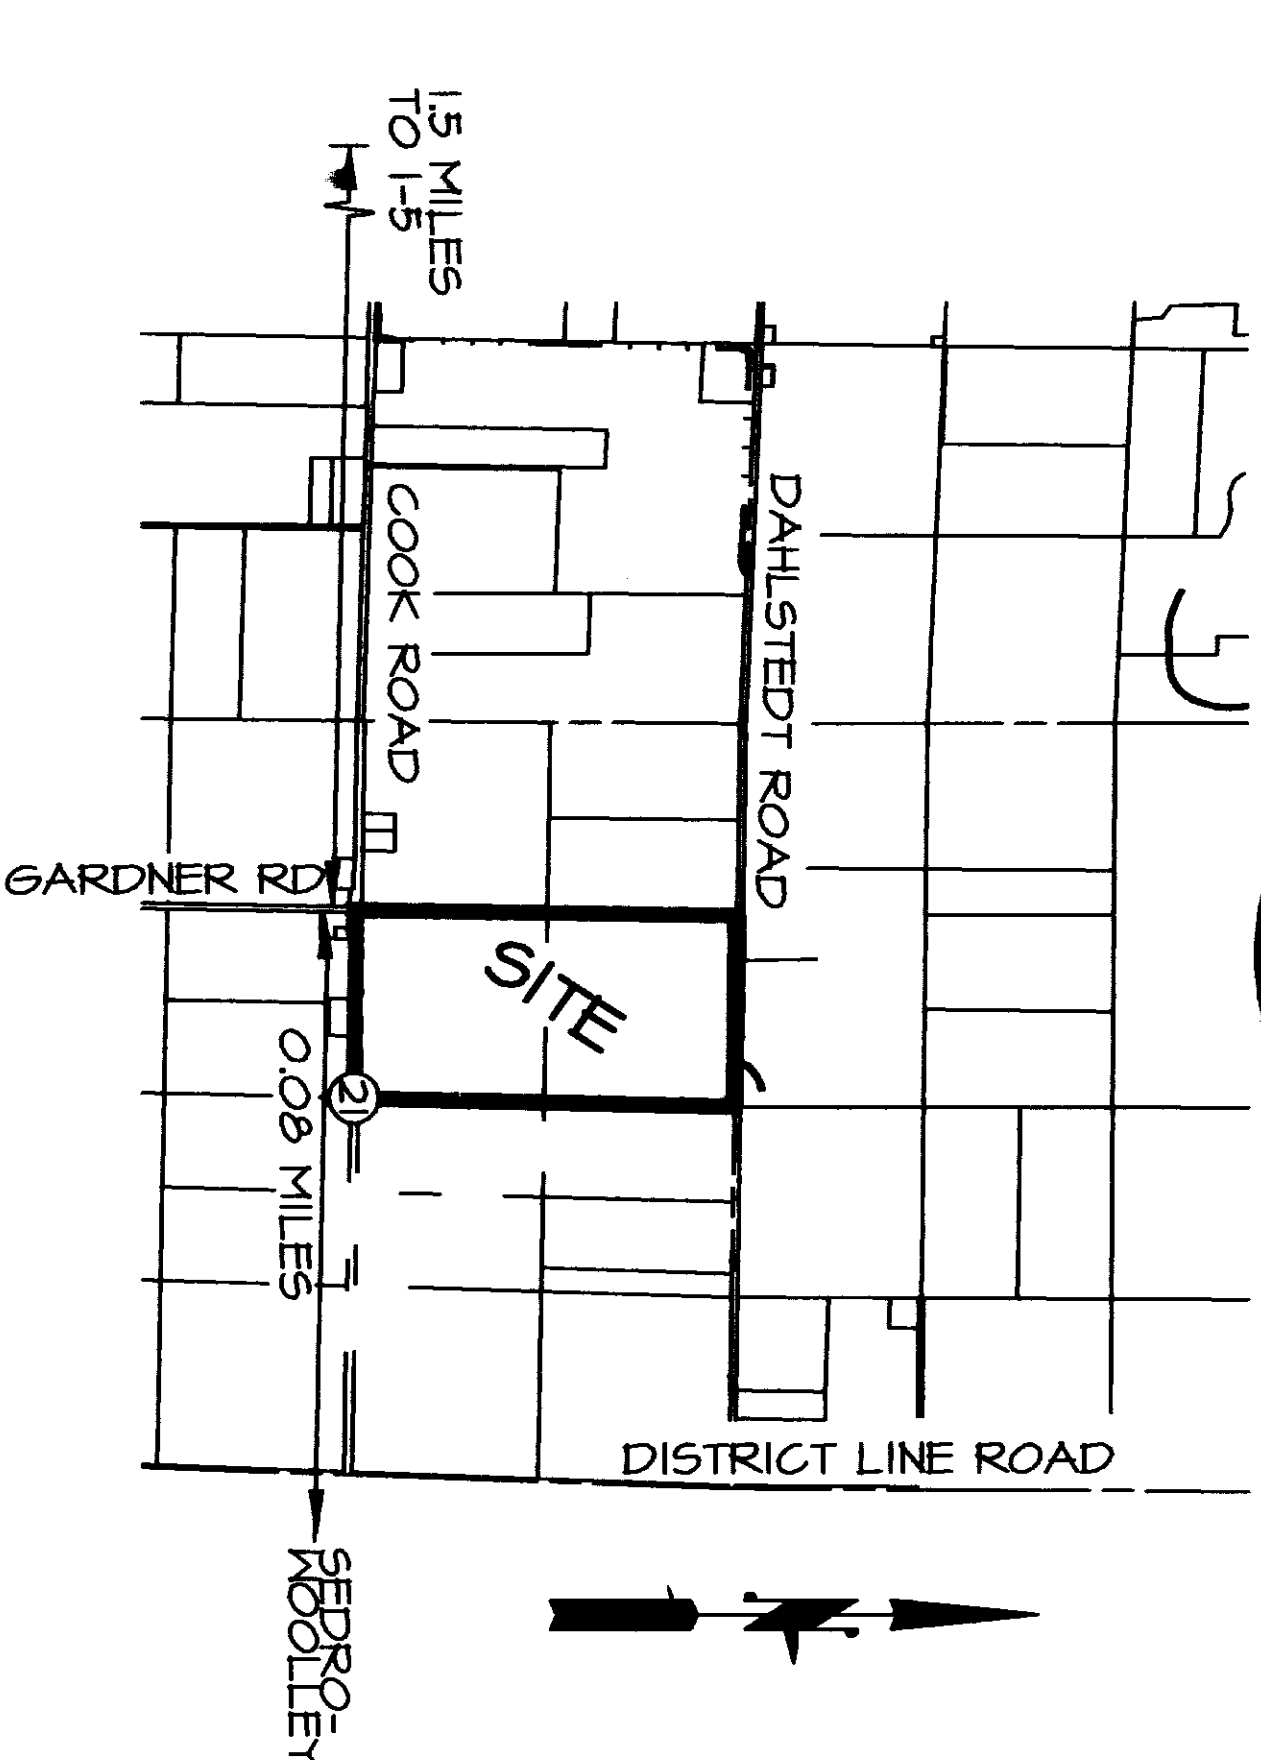 1.5 MILES
TO I-5
COOK ROAD
DAHLSTEDT ROAD
GARDNER RD
SITE
21
0.08 MILES
DISTRICT LINE ROAD
SEDRO-
WOOLLEY